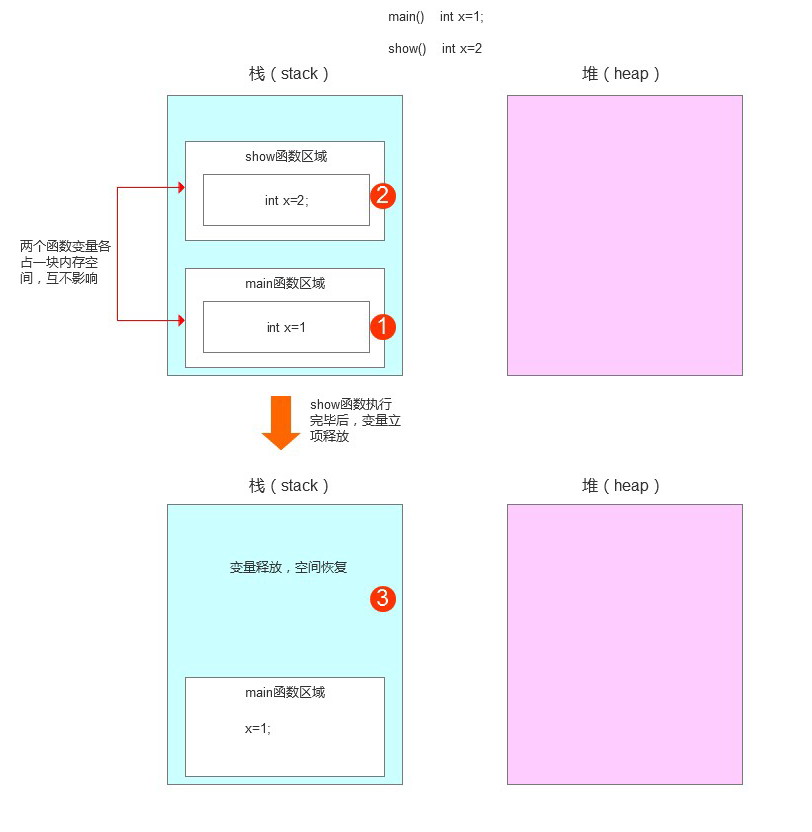 main() int x=1;
show() int x=2
栈 ( stack )
堆 ( heap )
show函数区域
int x=2;
2
两个函数变量各
占一块内存空
间，互不影响
main函数区域
int x=1
1
show函数执行
完毕后，变量立
项释放
栈 ( stack )
堆 ( heap )
变量释放，空间恢复
3
main函数区域
x=1;